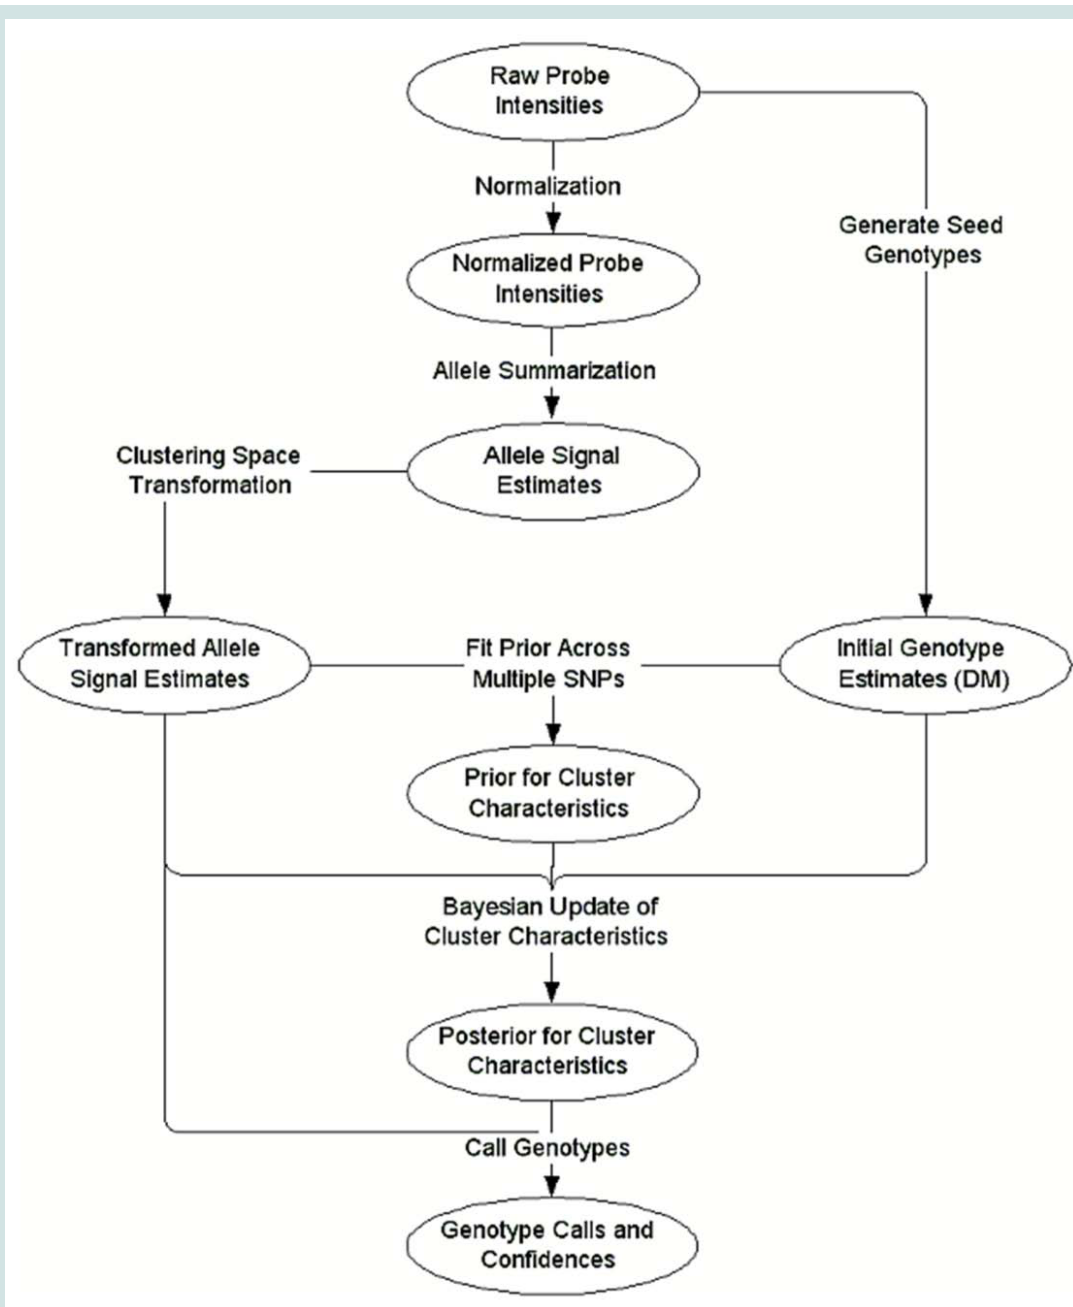 Raw Probe
Intensities
Normalization
Generate Seed
Genotypes
Normalized Probe
Intensities
Allele Summarization
Clustering Space
Transformation
Allele Signal
Estimates
Transformed Allele
Signal Estimates
Fit Prior Across
Multiple SNPs
Initial Genotype
Estimates (DM)
Prior for Cluster
Characteristics
Bayesian Update of
Cluster Characteristics
Posterior for Cluster
Characteristics
Call Genotypes
Genotype Calls and
Confidences